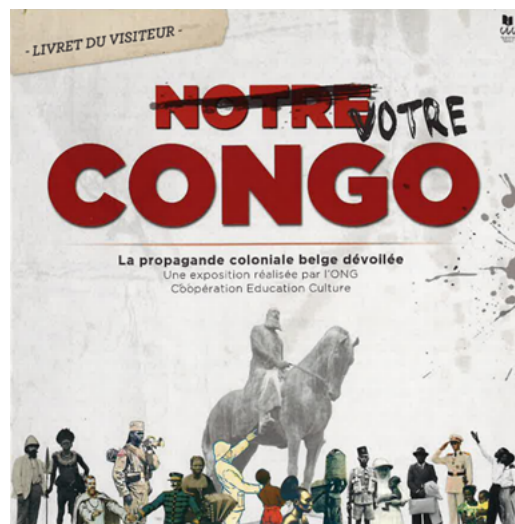 - LIVRET DU VISITEUR -
NOTRE VOTRE
CONGO
La propagande coloniale belge dévoilée
Une exposition réalisée par l'ONG
Coopération Education Culture